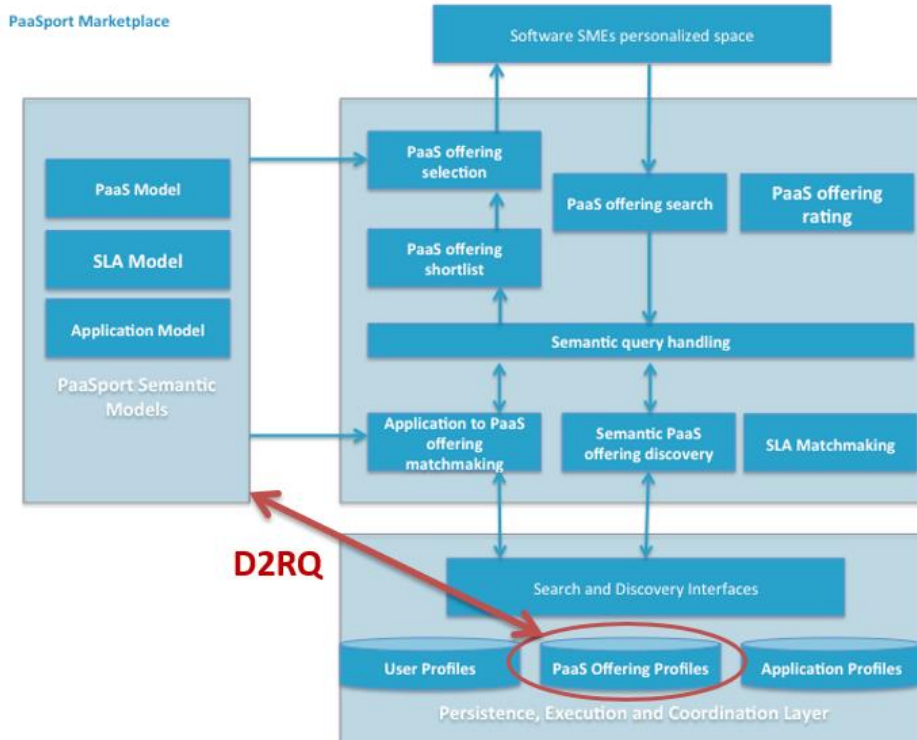 PaaSport Marketplace
Software SMEs personalized space
PaaS offering
selection
PaaS Model
PaaS offering search
PaaS offering
rating
SLA Model
PaaS offering
shortlist
Application Model
Semantic query handling
PaaSport Semantic
Models
Application to PaaS
offering
matchmaking
Semantic PaaS
offering discovery
SLA Matchmaking
D2RQ
Search and Discovery Interfaces
User Profiles
PaaS Offering Profiles
Application Profiles
Persistence, Execution and Coordination Layer